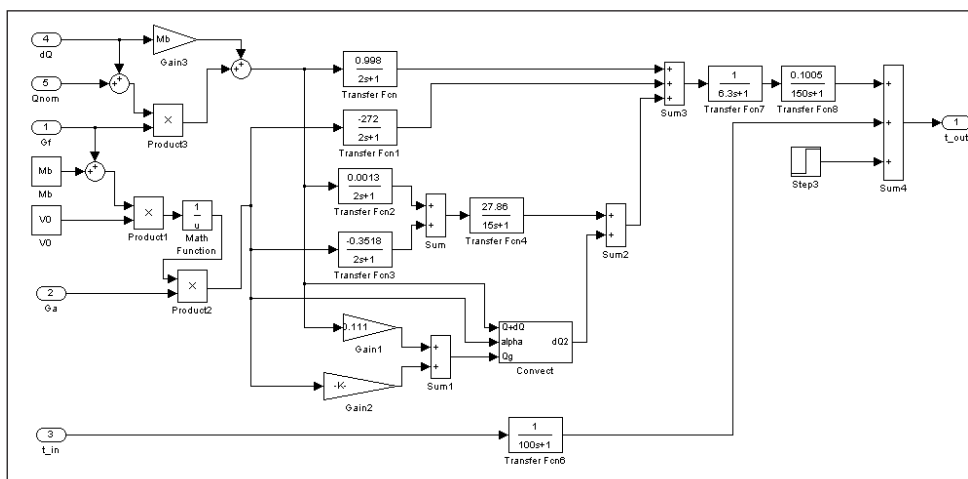 4
dQ
5
Qnom
1
Gf
Mb
Mb
V0
V0
2
Ga
3
t_in
Mb
Gain3
+
+
+
+
+
+
×
Product3
×
Product1
1
u
Math
Function
×
Product2
0.998
2s+1
Transfer Fcn
-272
2s+1
Transfer Fcn1
0.0013
2s+1
Transfer Fcn2
-0.3518
2s+1
Transfer Fcn3
+
+
Sum
27.86
15s+1
Transfer Fcn4
+
+
Sum2
0.111
Gain1
-K-
Gain2
+
+
Sum1
Q+dQ
alpha
Qg
dQ2
Convect
1
100s+1
Transfer Fcn6
+
+
+
Sum3
1
6.3s+1
Transfer Fcn7
0.1005
150s+1
Transfer Fcn8
Step3
+
+
+
Sum4
1
t_out